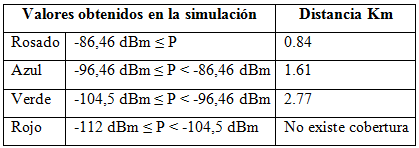 Valores obtenidos en la simulación Distancia Km
Rosado -86,46 dBm ≤ P 0.84
Azul -96,46 dBm ≤ P < -86,46 dBm 1.61
Verde -104,5 dBm ≤ P < -96,46 dBm 2.77
Rojo -112 dBm ≤ P < -104,5 dBm No existe cobertura